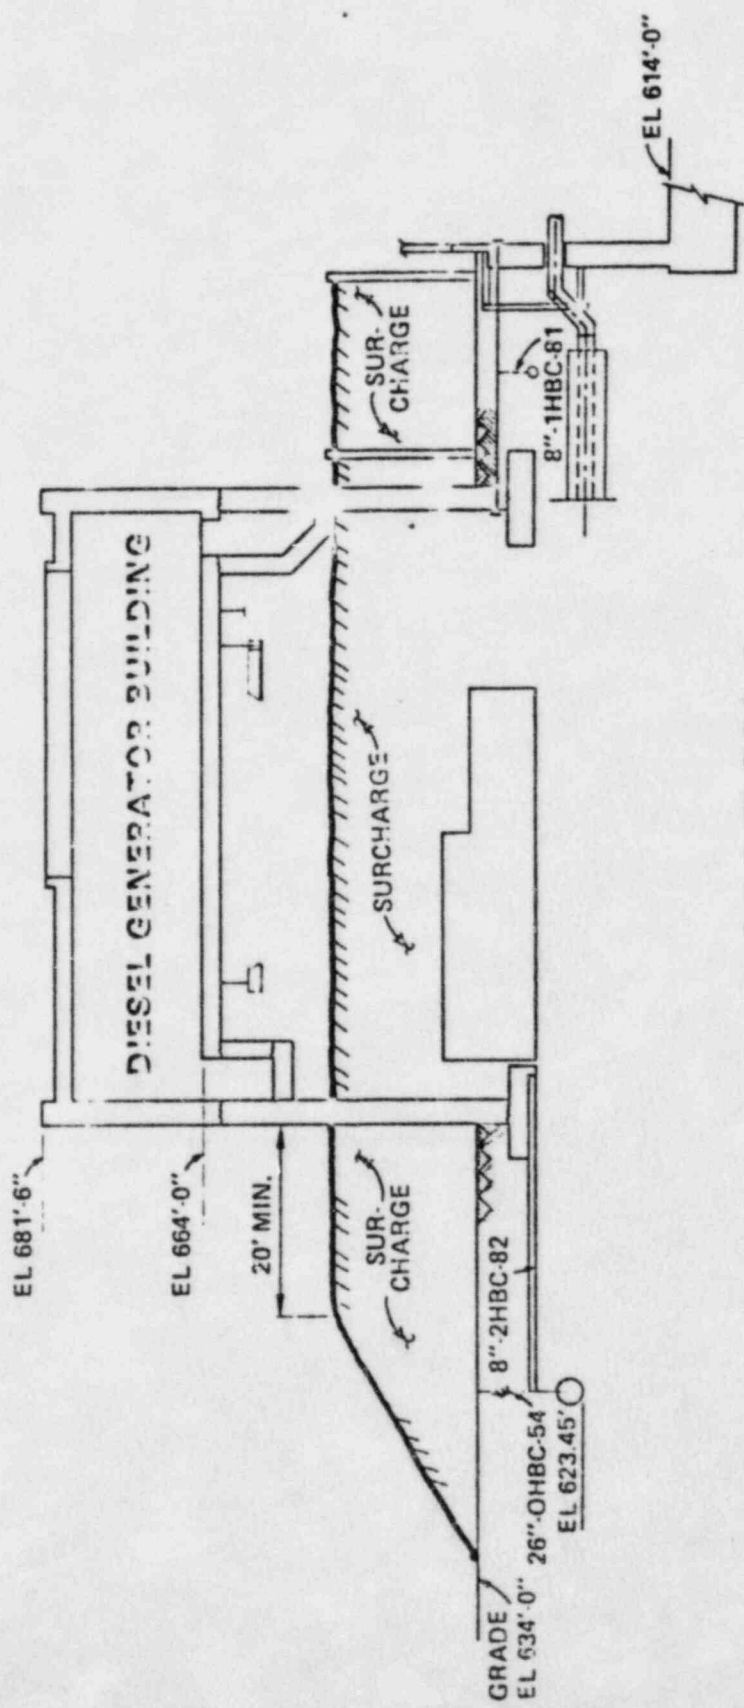 EL 681'-6"
EL 664'-0"
20' MIN.
DIESEL GENERATOR BUILDING
SUR-
CHARGE
SURCHARGE
SUR-
CHARGE
GRADE
EL 634'-0"
8"-2HBC-82
26"-OHBC-54
EL 623.45'
8"-1HBC-81
EL 614'-0"